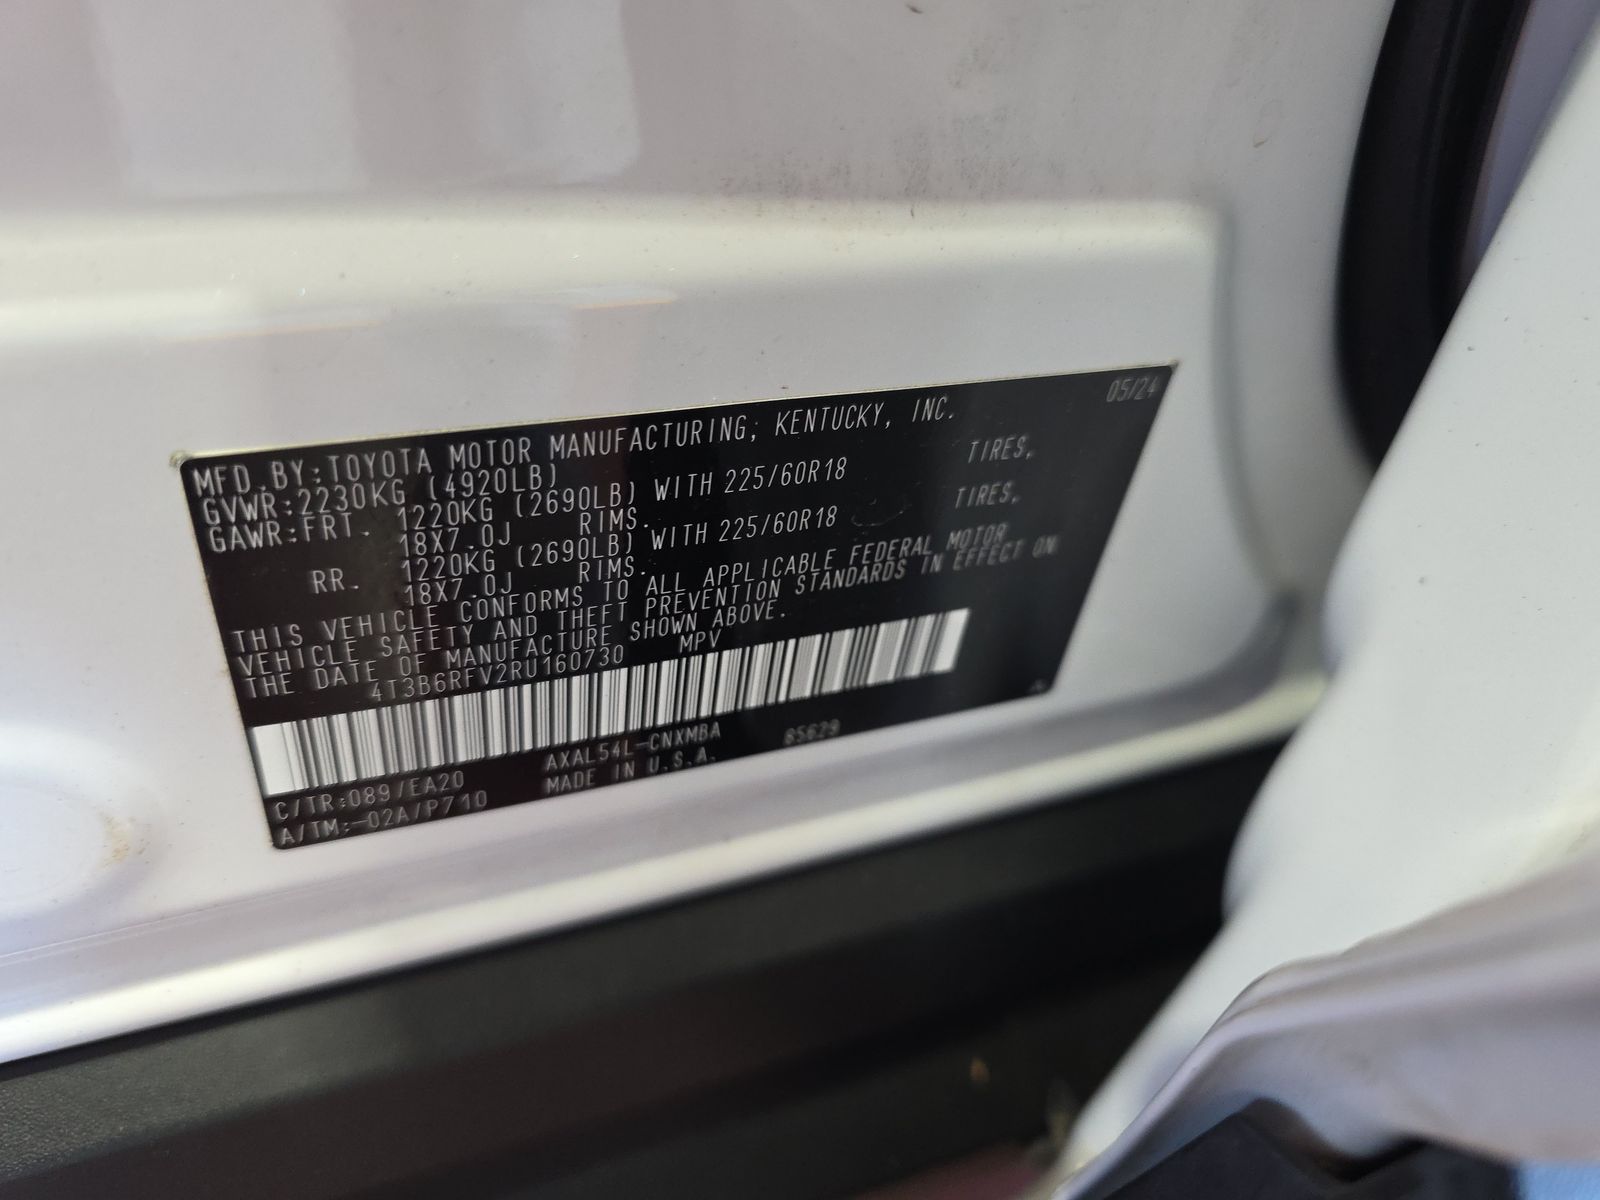 05/24
MFD.BY:TOYOTA MOTOR MANUFACTURING, KENTUCKY, INC.
GVWR:2230KG (4920LB)
GAWR:FRT. 1220KG (2690LB) WITH 225/60R18 TIRES,
18X7.0J RIMS.
RR. 1220KG (2690LB) WITH 225/60R18 TIRES,
18X7.0J RIMS.
THIS VEHICLE CONFORMS TO ALL APPLICABLE FEDERAL MOTOR
VEHICLE SAFETY AND THEFT PREVENTION STANDARDS IN EFFECT ON
THE DATE OF MANUFACTURE SHOWN ABOVE.
4T3B6RFV2RU160730 MPV
C/TR:089/EA20 AXAL54L-CNXMBA 85629
A/TM:-02A/P710 MADE IN U.S.A.